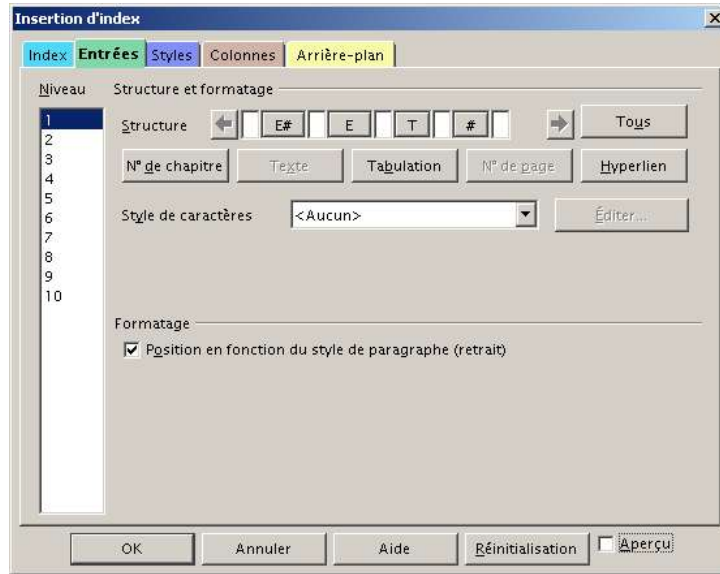 Insertion d'index
Index Entrées Styles Colonnes Arrière-plan
Niveau Structure et formatage
1
2
3
4
5
6
7
8
9
10
Structure E# E T # Tous
N° de chapitre Texte Tabulation N° de page Hyperlien
Style de caractères <Aucun> Éditer...
Formatage
Position en fonction du style de paragraphe (retrait)
OK Annuler Aide Réinitialisation Aperçu